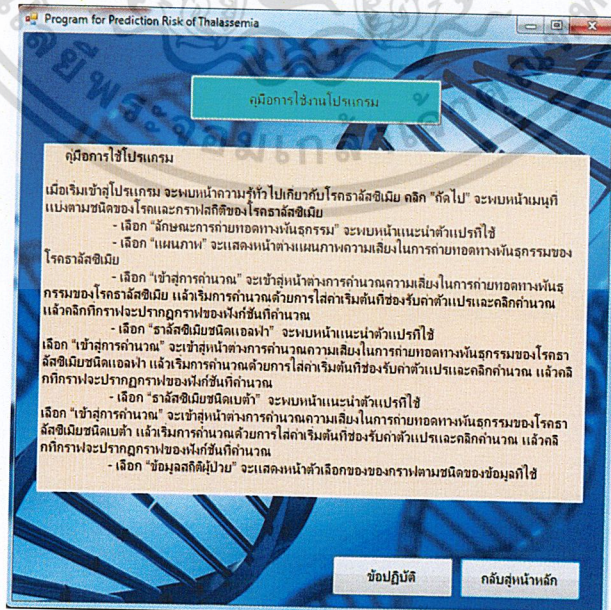 Program for Prediction Risk of Thalassemia
คู่มือการใช้งานโปรแกรม
คู่มือการใช้โปรแกรม
เมื่อเริ่มเข้าสู่โปรแกรม จะพบหน้าความรู้ทั่วไปเกี่ยวกับโรคธาลัสซีเมีย คลิก "ถัดไป" จะพบหน้าเมนูที่
แบ่งตามชนิดของโรคและกราฟสถิติของโรคธาลัสซีเมีย
- เลือก "ลักษณะการถ่ายทอดทางพันธุกรรม" จะพบหน้าแนะนำตัวแปรที่ใช้
- เลือก "แผนภาพ" จะแสดงหน้าต่างแผนภาพความเสี่ยงในการถ่ายทอดทางพันธุกรรมของ
โรคธาลัสซีเมีย
- เลือก "เข้าสู่การคำนวณ" จะเข้าสู่หน้าต่างการคำนวณความเสี่ยงในการถ่ายทอดทางพันธุ
กรรมของโรคธาลัสซีเมีย แล้วเริ่มการคำนวณด้วยการใส่ค่าเริ่มต้นที่ช่องรับค่าตัวแปรและคลิกคำนวณ
แล้วคลิกที่กราฟจะปรากฏกราฟของฟังก์ชันที่คำนวณ
- เลือก "ธาลัสซีเมียชนิดแอลฟ่า" จะพบหน้าแนะนำตัวแปรที่ใช้
เลือก "เข้าสู่การคำนวณ" จะเข้าสู่หน้าต่างการคำนวณความเสี่ยงในการถ่ายทอดทางพันธุกรรมของโรคธา
ลัสซีเมียชนิดแอลฟ่า แล้วเริ่มการคำนวณด้วยการใส่ค่าเริ่มต้นที่ช่องรับค่าตัวแปรและคลิกคำนวณ แล้วคลิ
กที่กราฟจะปรากฏกราฟของฟังก์ชันที่คำนวณ
- เลือก "ธาลัสซีเมียชนิดเบต้า" จะพบหน้าแนะนำตัวแปรที่ใช้
เลือก "เข้าสู่การคำนวณ" จะเข้าสู่หน้าต่างการคำนวณความเสี่ยงในการถ่ายทอดทางพันธุกรรมของโรคธา
ลัสซีเมียชนิดเบต้า แล้วเริ่มการคำนวณด้วยการใส่ค่าเริ่มต้นที่ช่องรับค่าตัวแปรและคลิกคำนวณ แล้วคลิ
กที่กราฟจะปรากฏกราฟของฟังก์ชันที่คำนวณ
- เลือก "ข้อมูลสถิติผู้ป่วย" จะแสดงหน้าตัวเลือกของของกราฟตามชนิดของข้อมูลที่ใช้
ข้อปฏิบัติ
กลับสู่หน้าหลัก